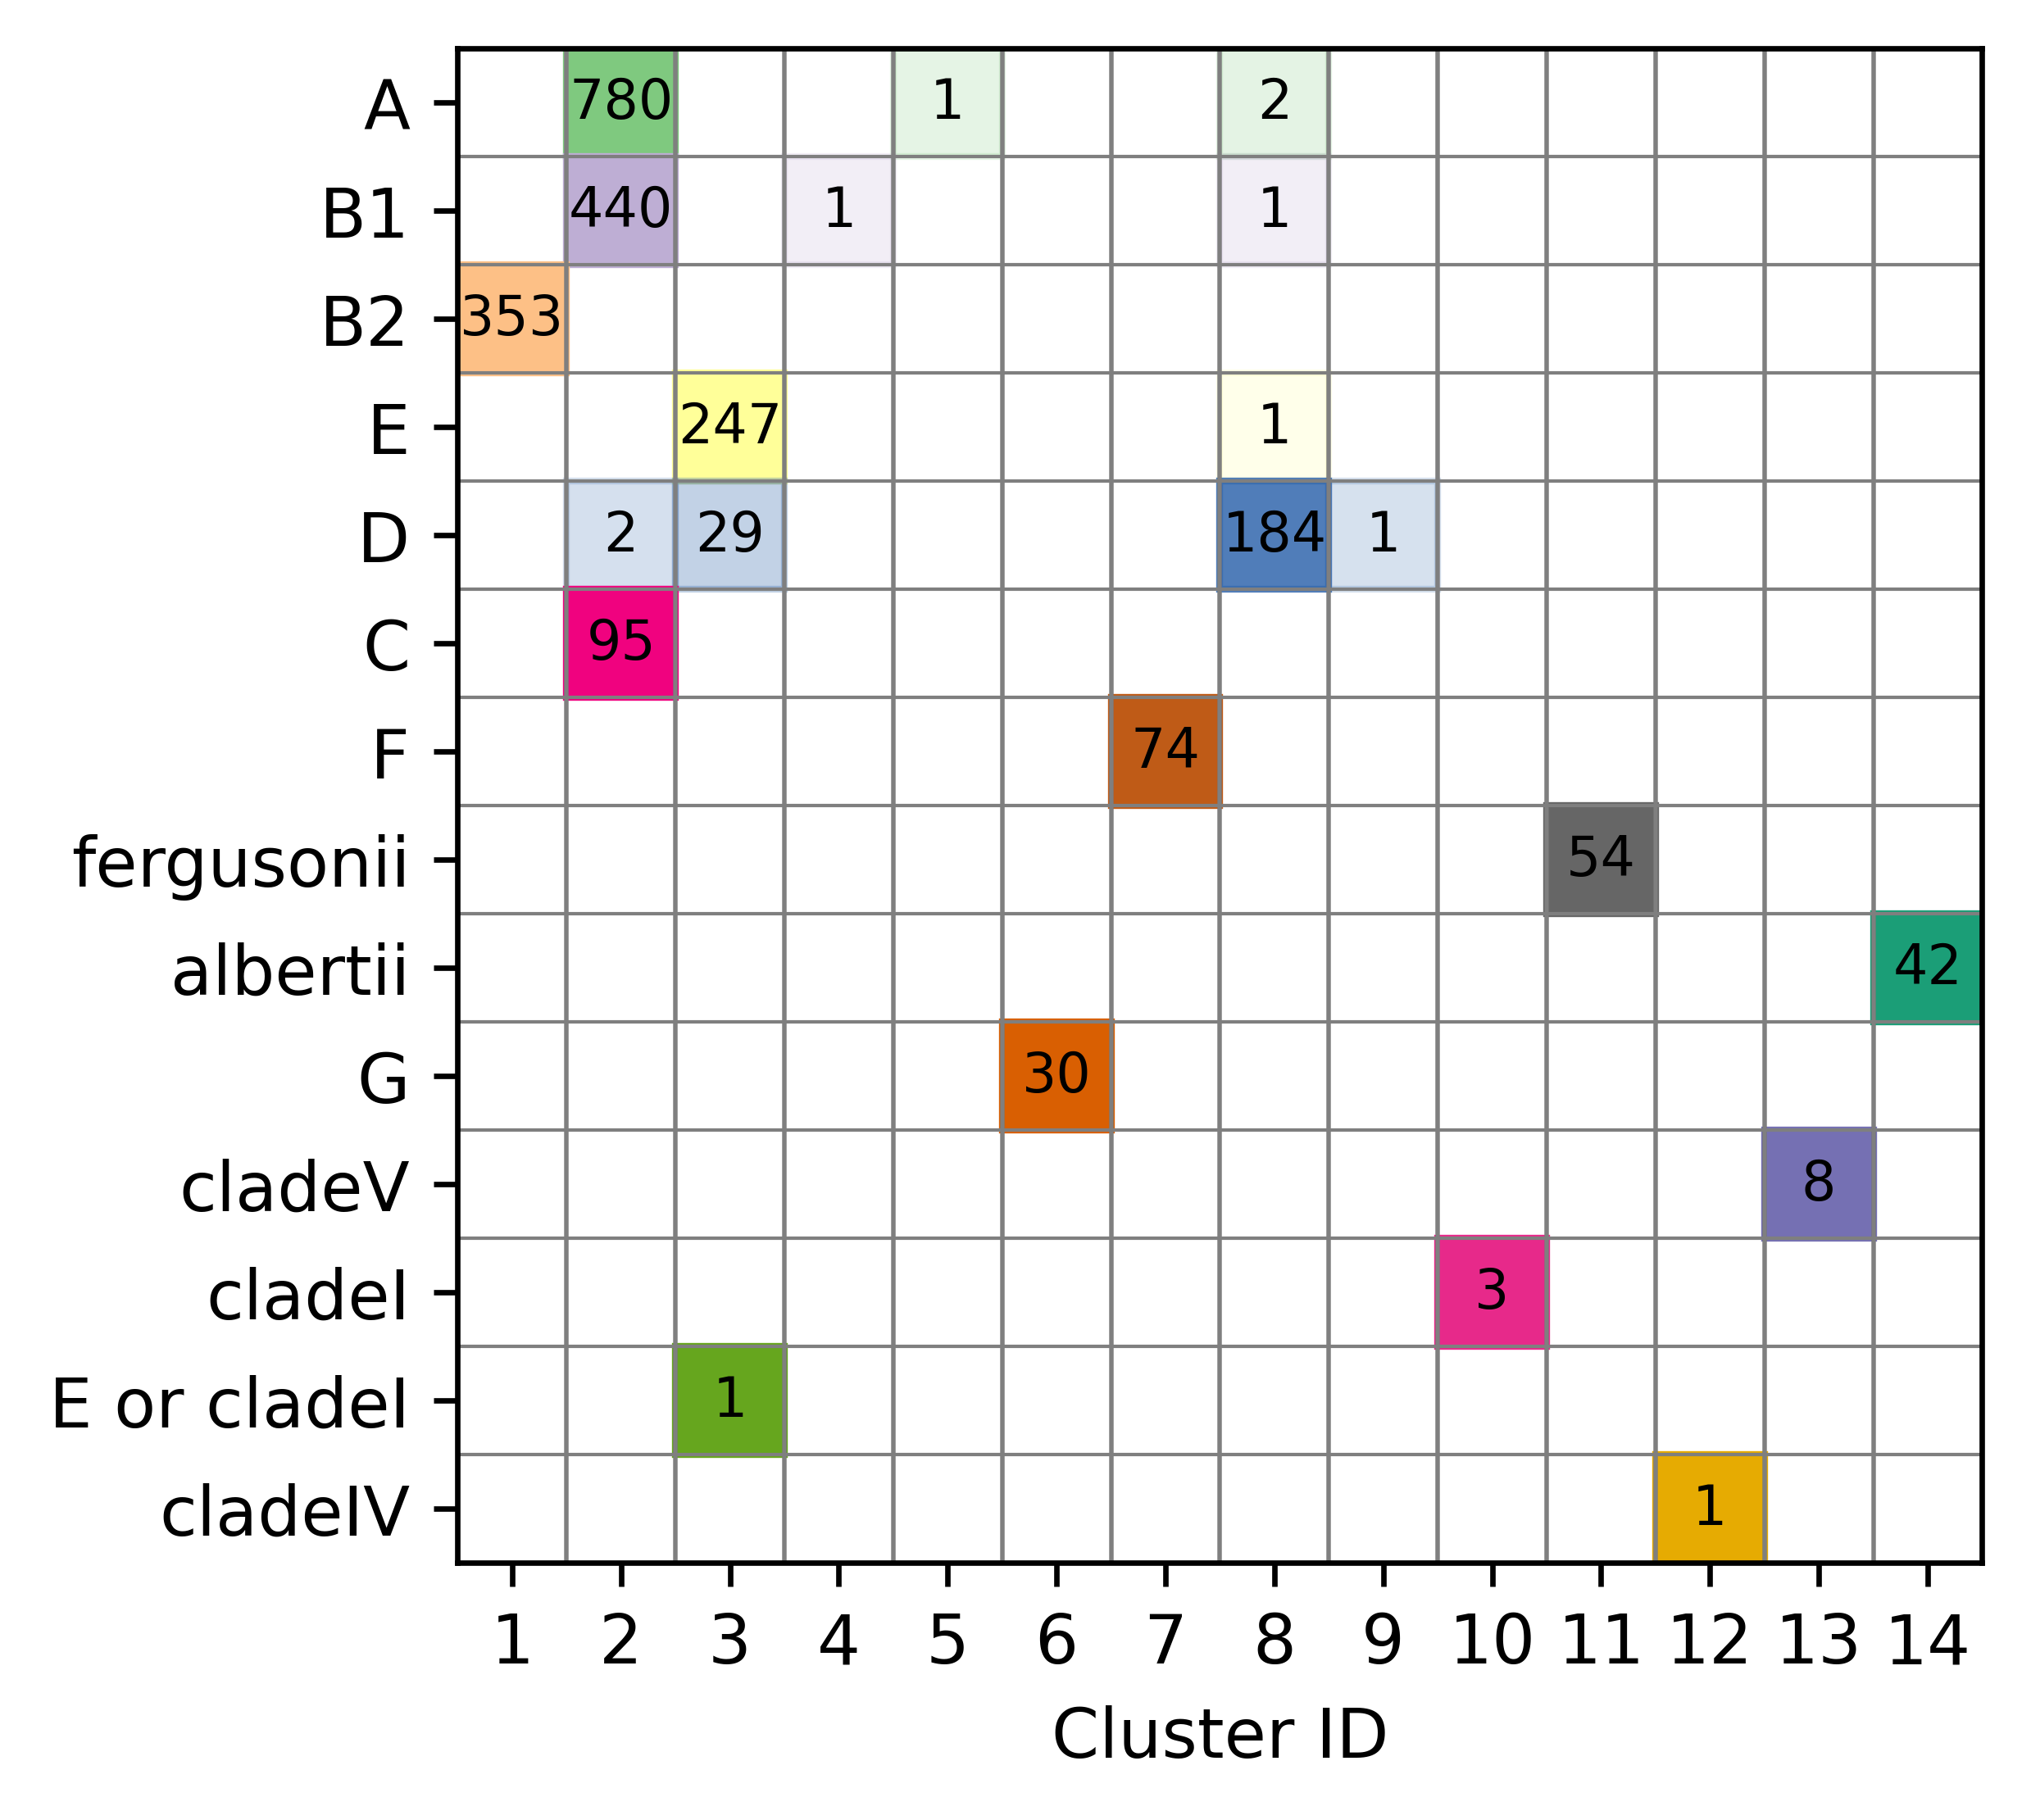 A 780 1 2
B1 440 1 1
B2 353
E 247 1
D 2 29 184 1
C 95
F 74
fergusonii 54
albertii 42
G 30
cladeV 8
cladeI 3
E or cladeI 1
cladeIV 1
1 2 3 4 5 6 7 8 9 10 11 12 13 14
Cluster ID